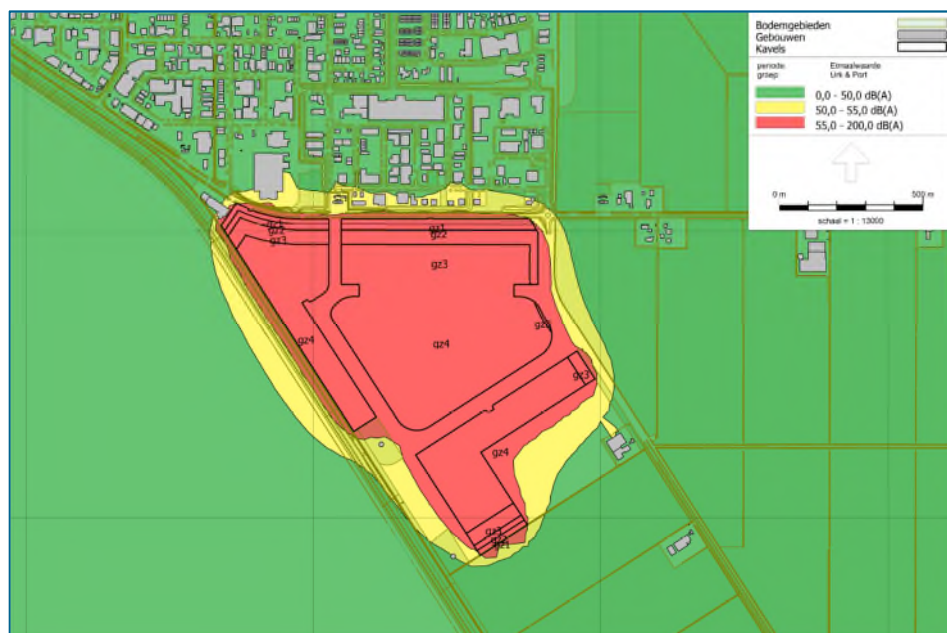 Bodemgebieden
Gebouwen
Kavels
periode: Etmaalwaarde
groep: Urk & Port
0,0 - 50,0 dB(A)
50,0 - 55,0 dB(A)
55,0 - 200,0 dB(A)
0 m 500 m
schaal = 1 : 13000
gz2
gz3
gz1
gz2
gz3
gz4
gz4
gz3
gz4
gz3
gz1